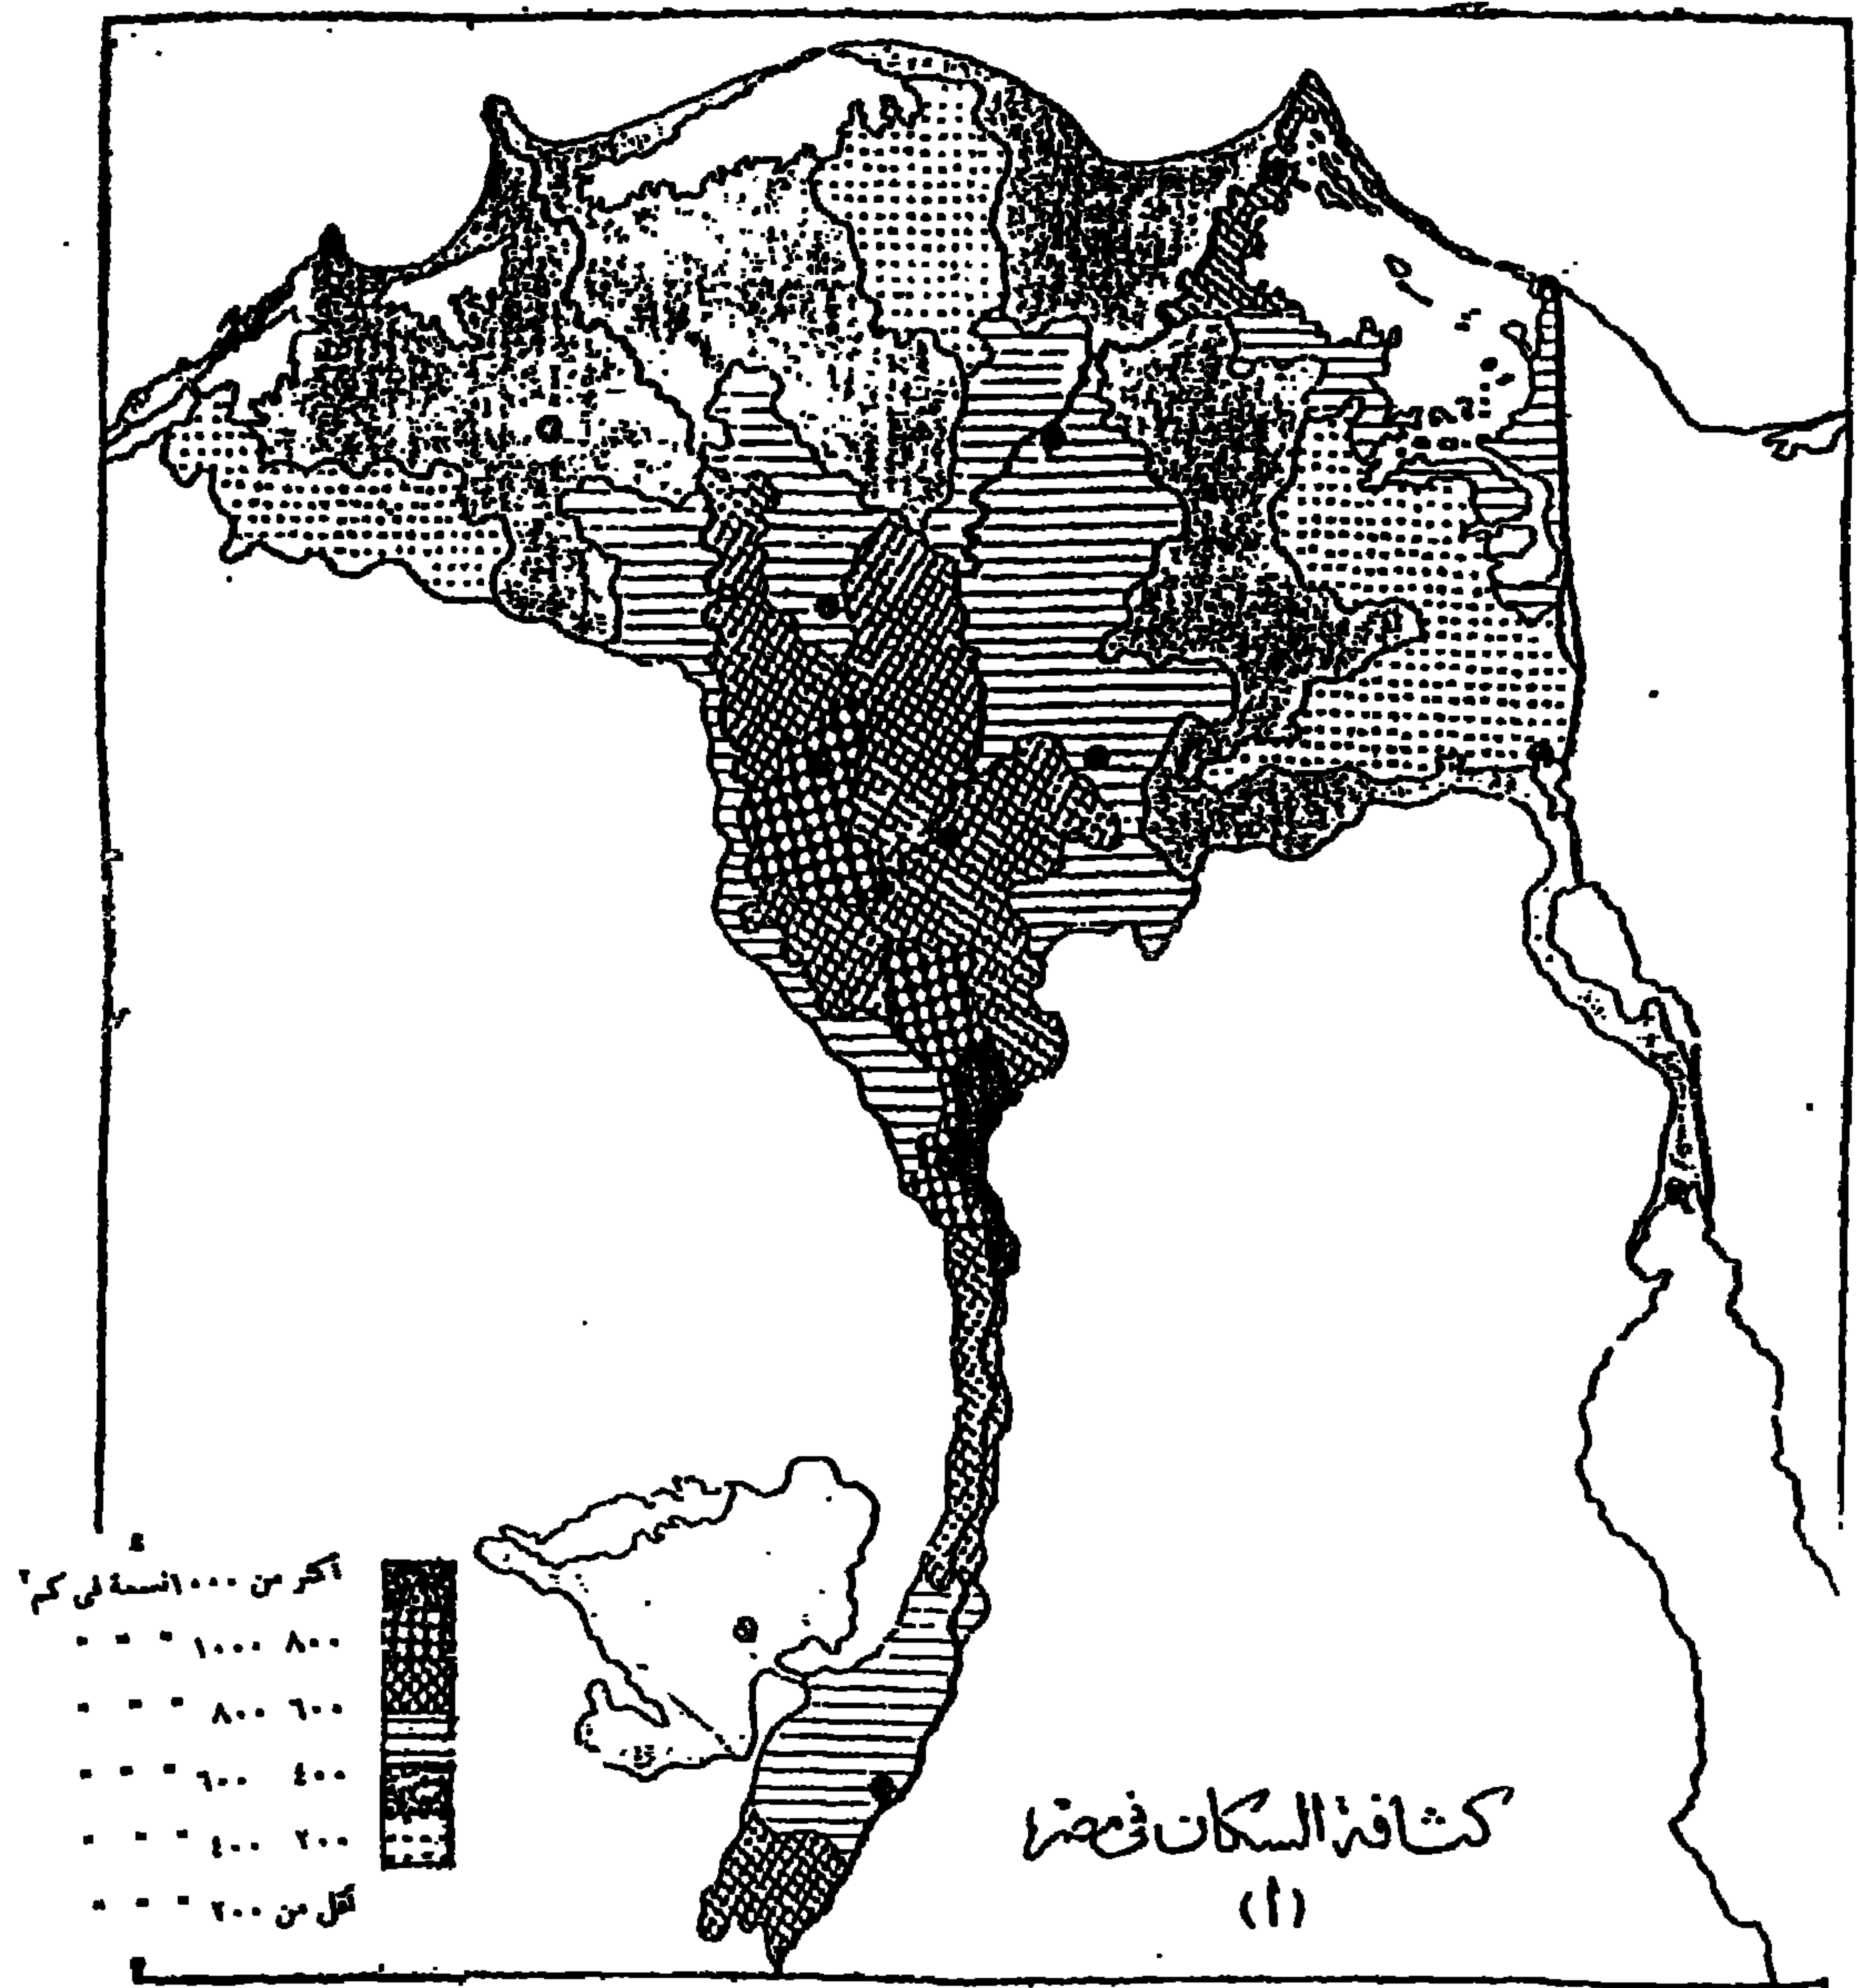 أكثر من ١٠٠٠ نسمة في كم٢
٨٠٠ ١٠٠٠ " " "
٦٠٠ ٨٠٠ " " "
٤٠٠ ٦٠٠ " " "
٢٠٠ ٤٠٠ " " "
أقل من ٢٠٠ " " "
كثافة السكان في مصر
(أ)